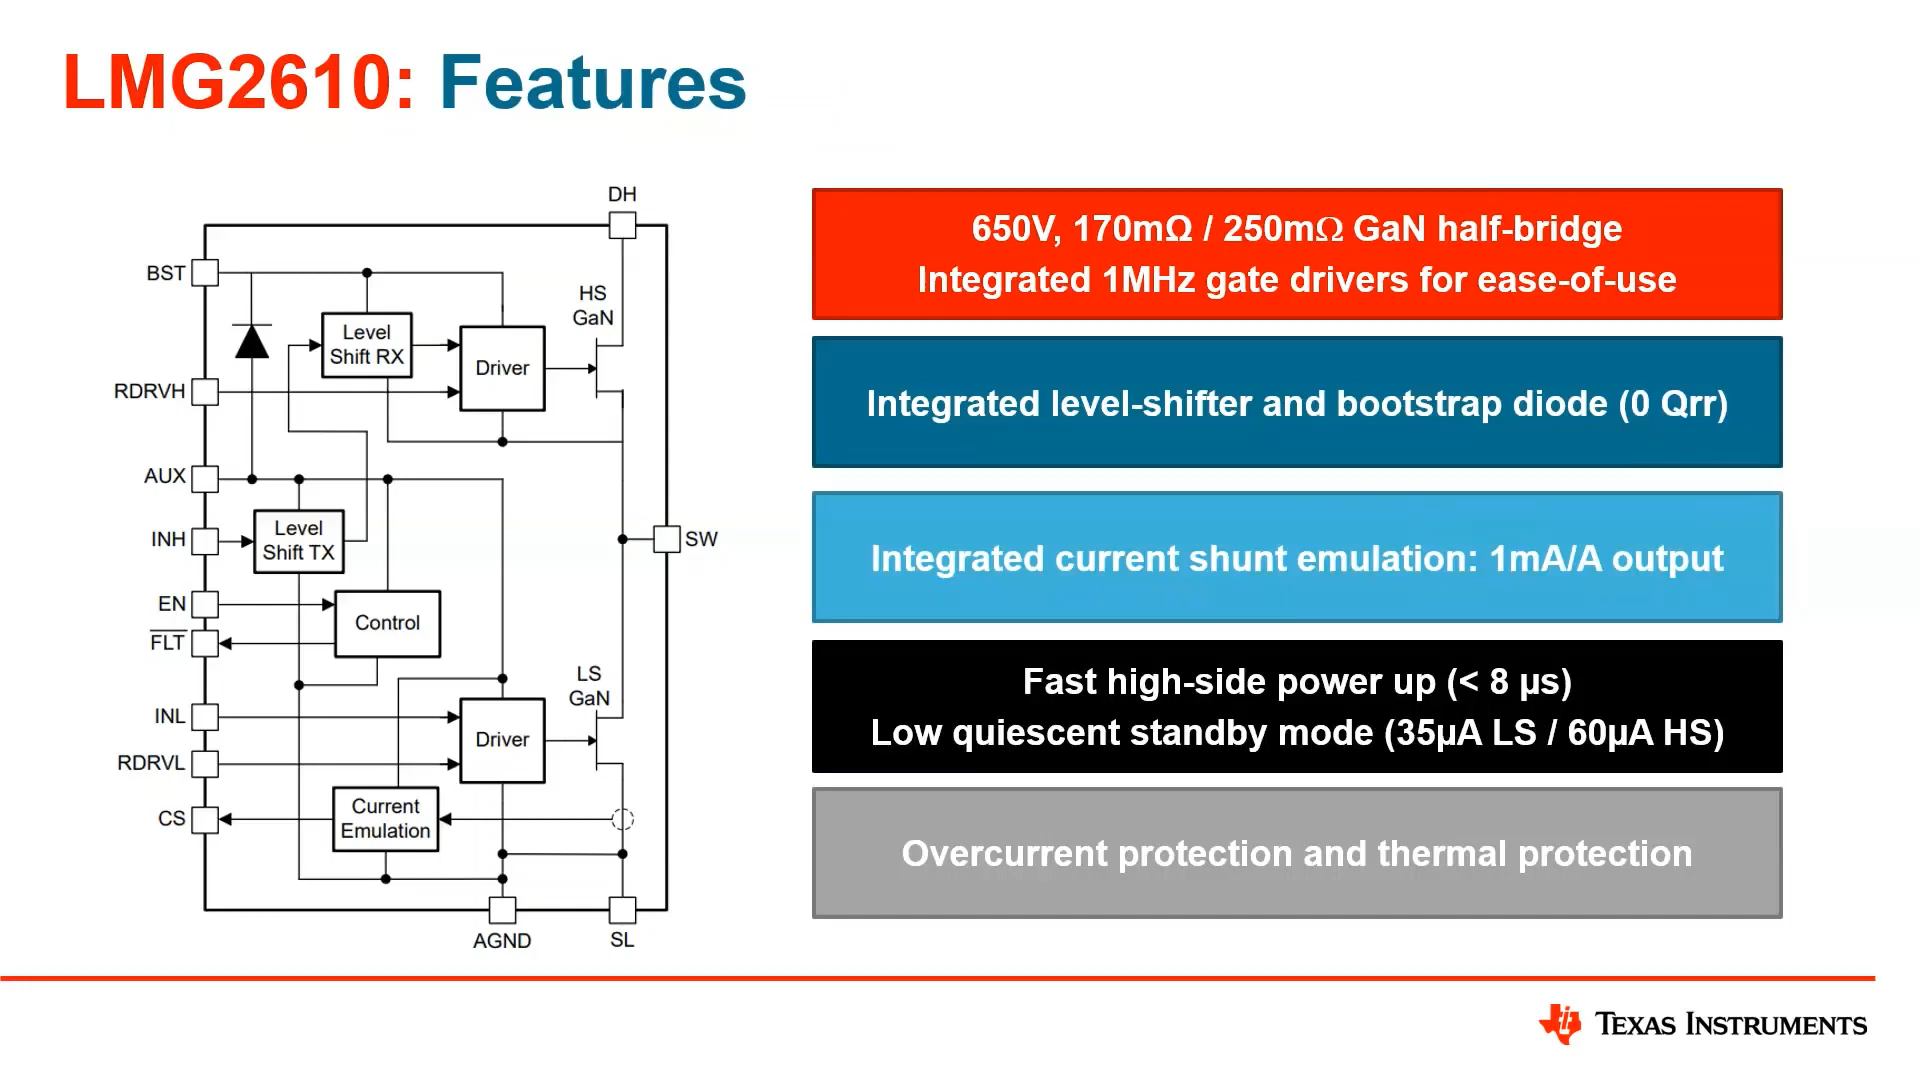 LMG2610: Features
DH
BST
HS
GaN
Level
Shift RX
Driver
RDRVH
AUX
Level
Shift TX
INH
SW
EN
Control
FLT
LS
GaN
INL
Driver
RDRVL
Current
Emulation
CS
AGND
SL
650V, 170mΩ / 250mΩ GaN half-bridge
Integrated 1MHz gate drivers for ease-of-use
Integrated level-shifter and bootstrap diode (0 Qrr)
Integrated current shunt emulation: 1mA/A output
Fast high-side power up (< 8 µs)
Low quiescent standby mode (35µA LS / 60µA HS)
Overcurrent protection and thermal protection
TEXAS INSTRUMENTS